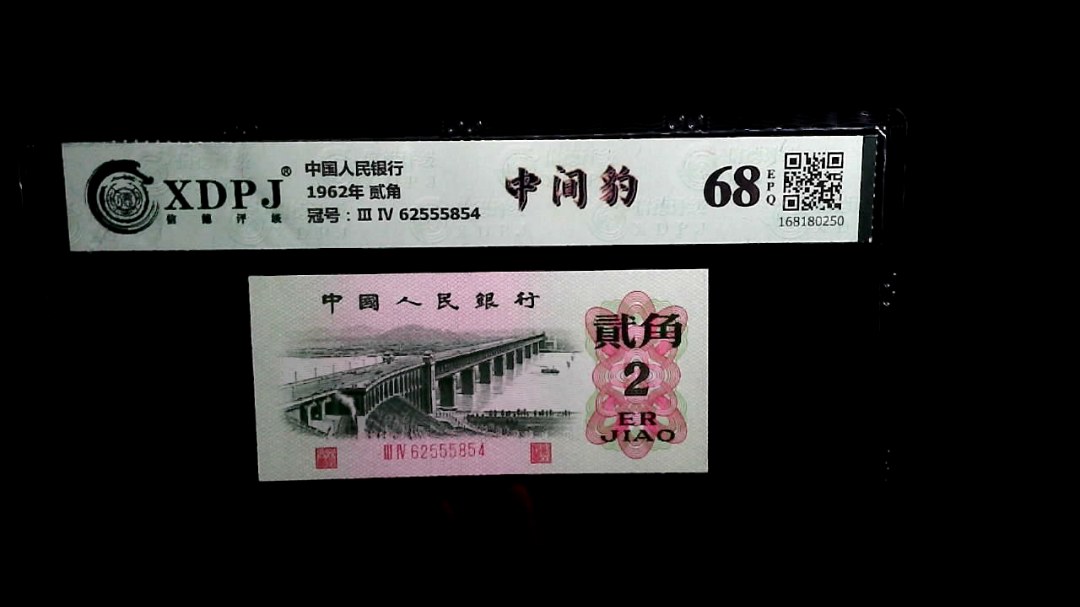 XDPJ®
信德评级
中国人民银行
1962年 贰角
冠号：Ⅲ Ⅳ 62555854
中间豹
68
EPQ
168180250
中國人民銀行
貳角
2
ER
JIAO
Ⅲ Ⅳ 62555854